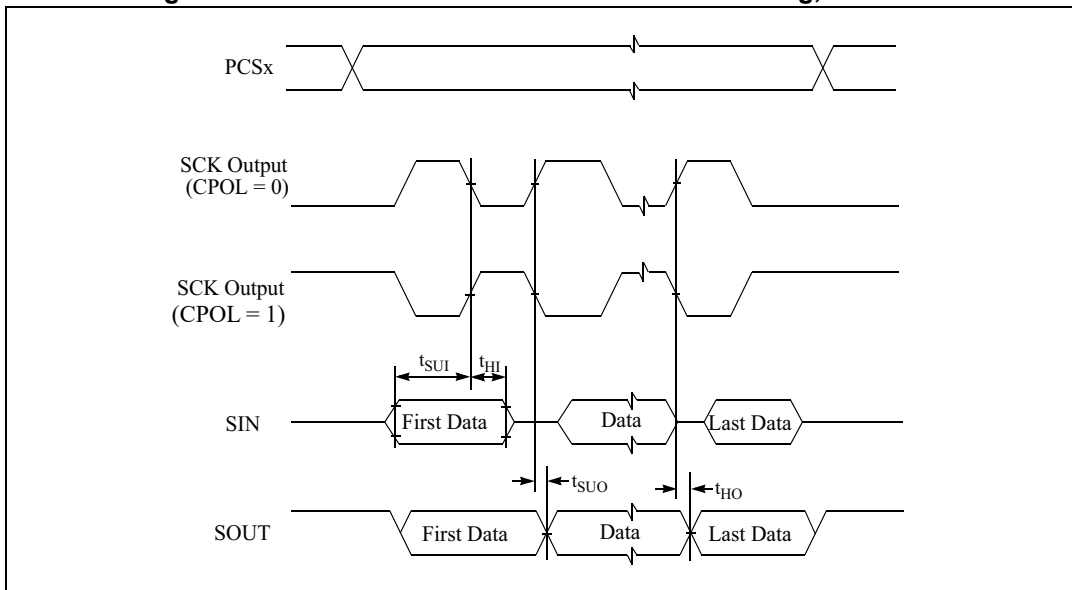 PCSx
SCK Output
(CPOL = 0)
SCK Output
(CPOL = 1)
tSUI tHI
SIN First Data Data Last Data
tSUO tHO
SOUT First Data Data Last Data